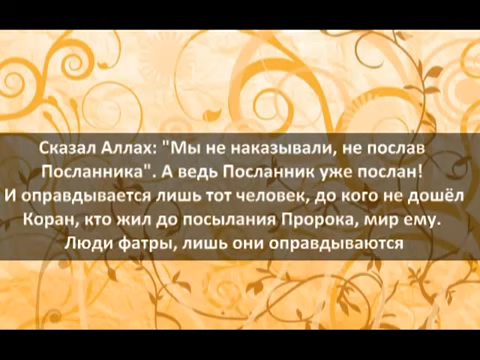 Сказал Аллах: "Мы не наказывали, не послав
Посланника". А ведь Посланник уже послан!
И оправдывается лишь тот человек, до кого не дошёл
Коран, кто жил до посылания Пророка, мир ему.
Люди фатры, лишь они оправдываются